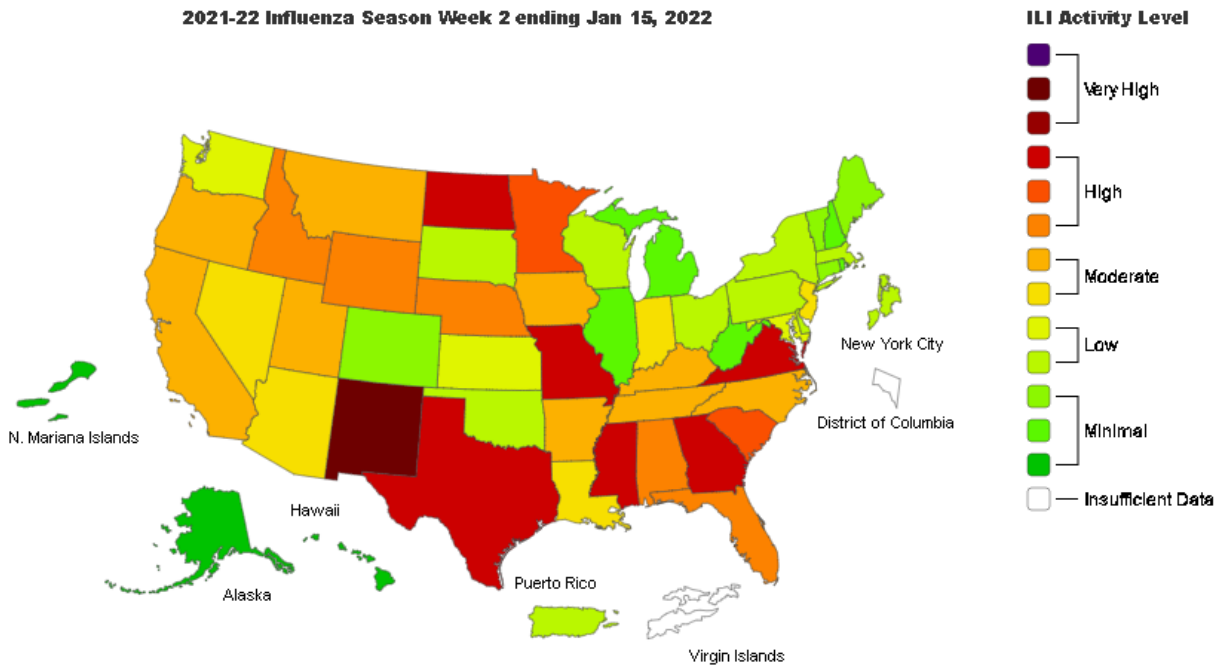 2021-22 Influenza Season Week 2 ending Jan 15, 2022
ILI Activity Level
Very High
High
Moderate
Low
Minimal
Insufficient Data
New York City
District of Columbia
N. Mariana Islands
Hawaii
Alaska
Puerto Rico
Virgin Islands